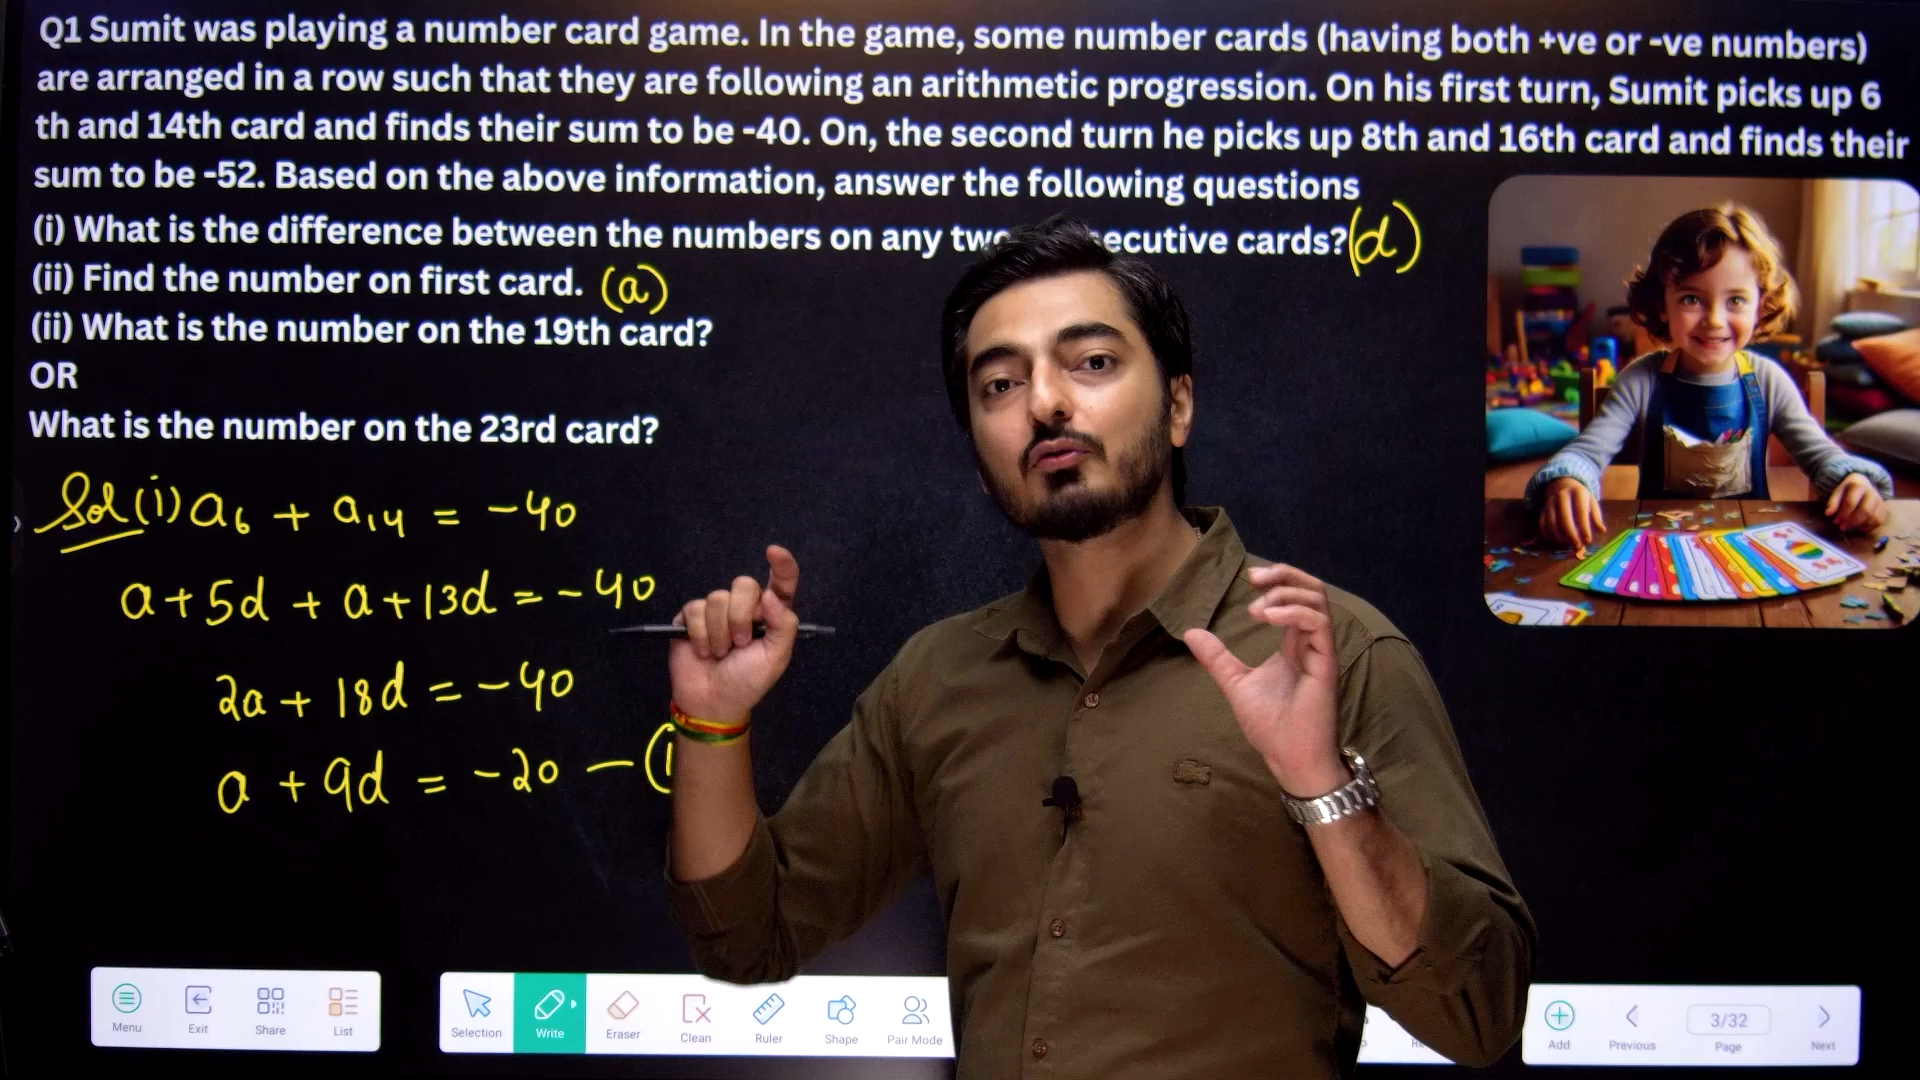 Q1 Sumit was playing a number card game. In the game, some number cards (having both +ve or -ve numbers)
are arranged in a row such that they are following an arithmetic progression. On his first turn, Sumit picks up 6
th and 14th card and finds their sum to be -40. On, the second turn he picks up 8th and 16th card and finds their
sum to be -52. Based on the above information, answer the following questions
(i) What is the difference between the numbers on any ecutive cards? (d)
(ii) Find the number on first card. (a)
(ii) What is the number on the 19th card?
OR
What is the number on the 23rd card?
Sol (i) a₆ + a₁₄ = -40
a + 5d + a + 13d = -40
2a + 18d = -40
a + 9d = -20 — (1
Menu Exit Share List Selection Write Eraser Clean Ruler Shape Pair Mode Add Previous 3/32 Page Next